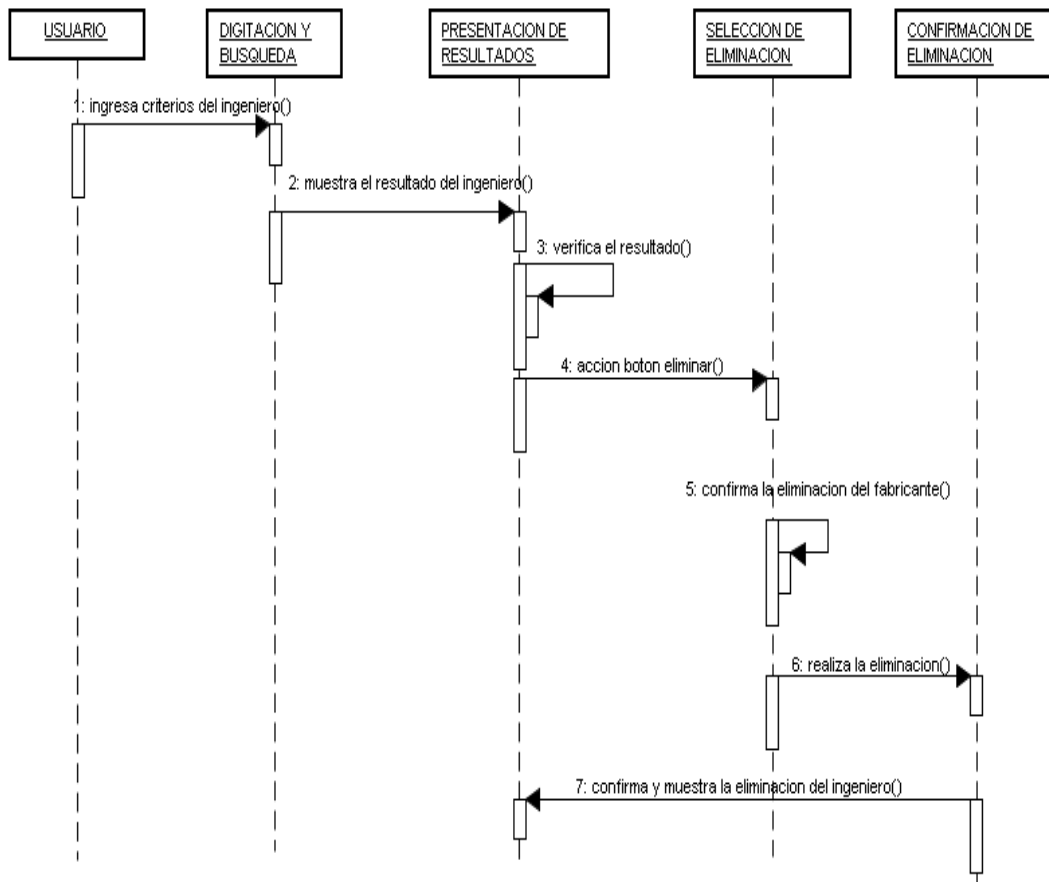 USUARIO
DIGITACION Y
BUSQUEDA
PRESENTACION DE
RESULTADOS
SELECCION DE
ELIMINACION
CONFIRMACION DE
ELIMINACION
1: ingresa criterios del ingeniero()
2: muestra el resultado del ingeniero()
3: verifica el resultado()
4: accion boton eliminar()
5: confirma la eliminacion del fabricante()
6: realiza la eliminacion()
7: confirma y muestra la eliminacion del ingeniero()